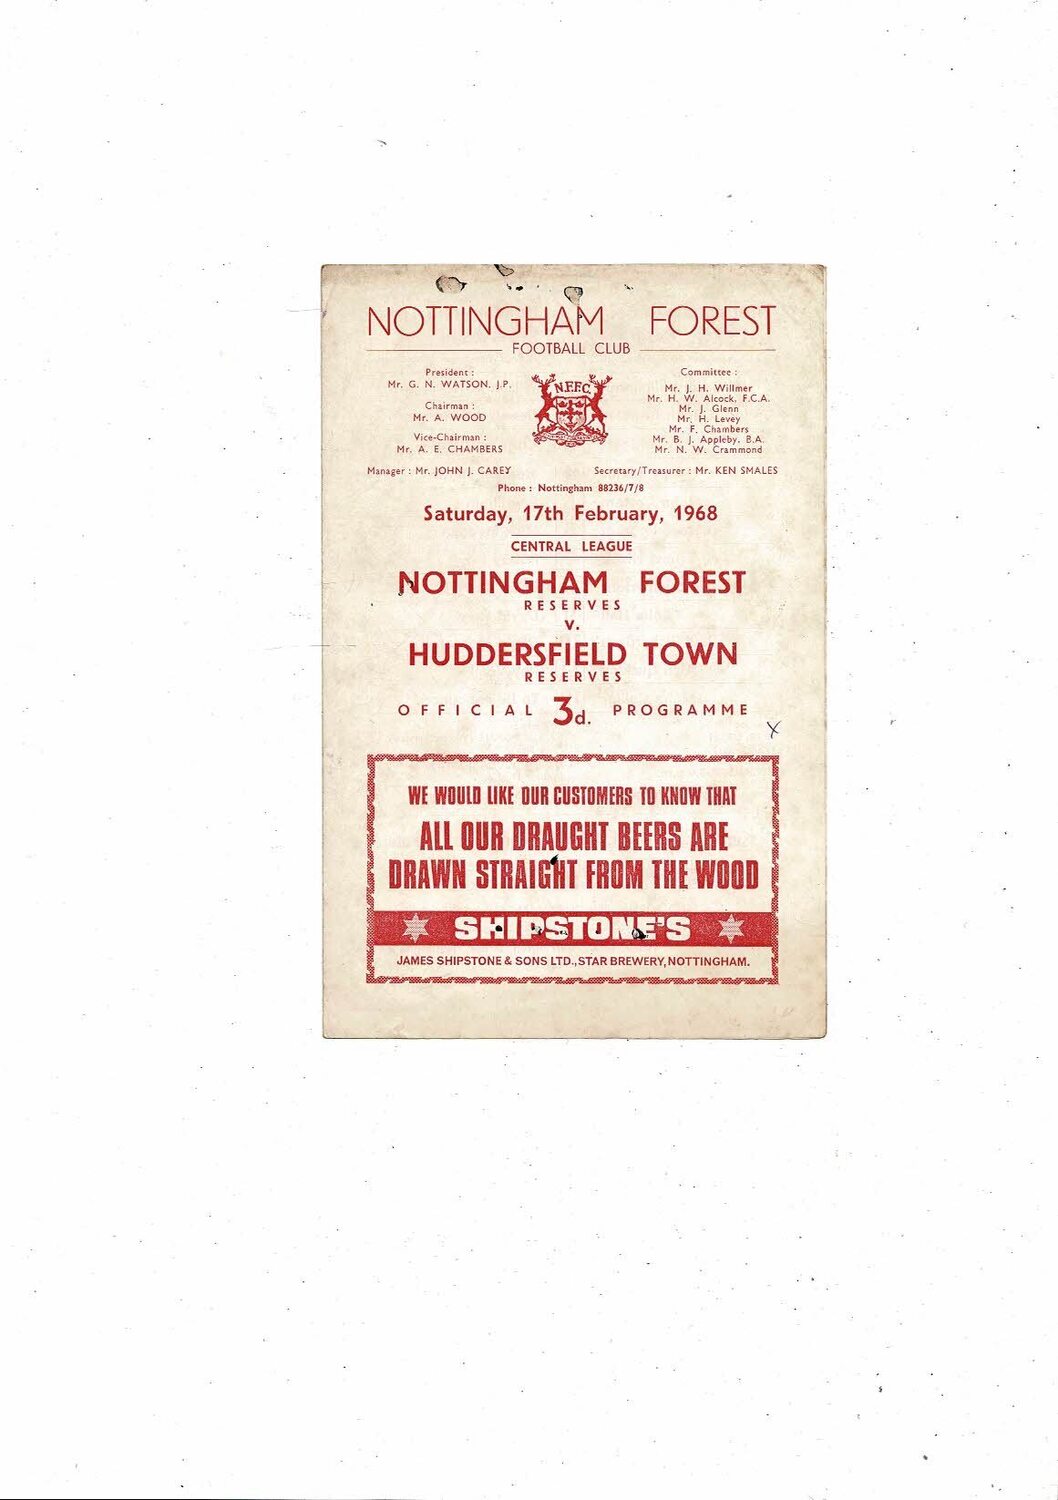 NOTTINGHAM FOREST
FOOTBALL CLUB
President :
Mr. G. N. WATSON, J.P.
Chairman :
Mr. A. WOOD
Vice-Chairman :
Mr. A. E. CHAMBERS
N.F.F.C.
Committee :
Mr. J. H. Willmer
Mr. H. W. Alcock, F.C.A.
Mr. J. Glenn
Mr. H. Levey
Mr. F. Chambers
Mr. B. J. Appleby, B.A.
Mr. N. W. Crammond
Manager : Mr. JOHN J. CAREY
Secretary/Treasurer : Mr. KEN SMALES
Phone : Nottingham 88236/7/8
Saturday, 17th February, 1968
CENTRAL LEAGUE
NOTTINGHAM FOREST
RESERVES
v.
HUDDERSFIELD TOWN
RESERVES
OFFICIAL 3d. PROGRAMME
X
WE WOULD LIKE OUR CUSTOMERS TO KNOW THAT
ALL OUR DRAUGHT BEERS ARE
DRAWN STRAIGHT FROM THE WOOD
SHIPSTONE'S
JAMES SHIPSTONE & SONS LTD., STAR BREWERY, NOTTINGHAM.